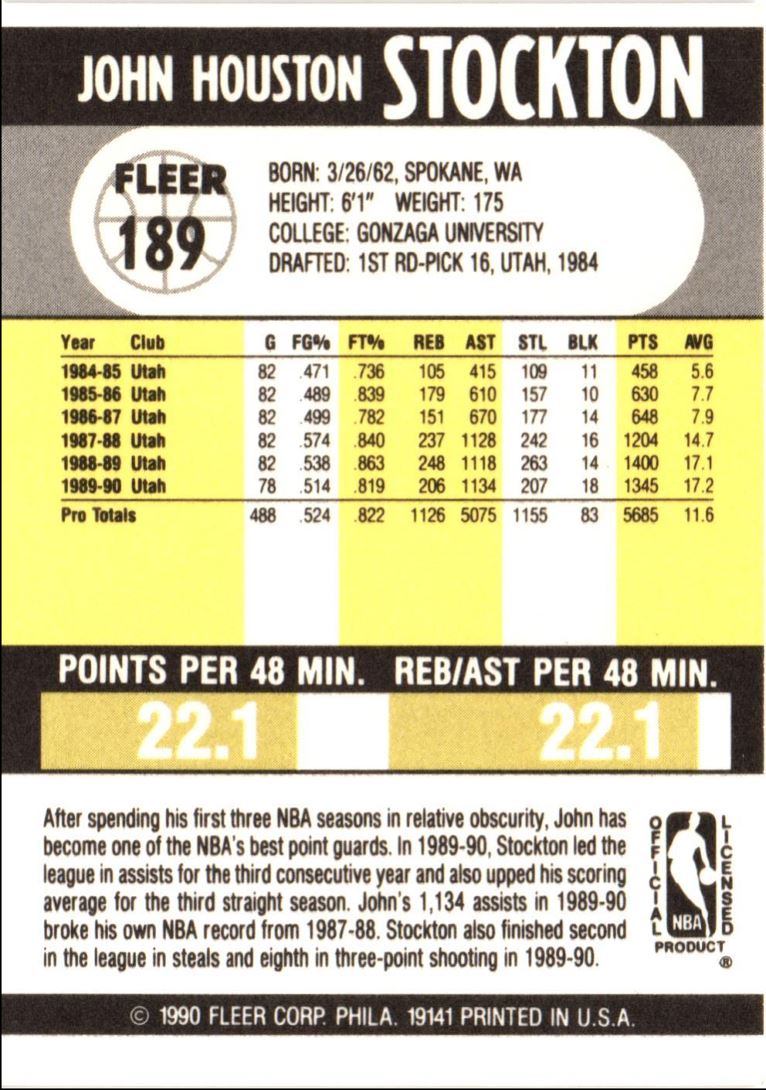 JOHN HOUSTON STOCKTON
FLEER
189
BORN: 3/26/62, SPOKANE, WA
HEIGHT: 6'1" WEIGHT: 175
COLLEGE: GONZAGA UNIVERSITY
DRAFTED: 1ST RD-PICK 16, UTAH, 1984
Year Club G FG% FT% REB AST STL BLK PTS AVG
1984-85 Utah 82 .471 .736 105 415 109 11 458 5.6
1985-86 Utah 82 .489 .839 179 610 157 10 630 7.7
1986-87 Utah 82 .499 .782 151 670 177 14 648 7.9
1987-88 Utah 82 .574 .840 237 1128 242 16 1204 14.7
1988-89 Utah 82 .538 .863 248 1118 263 14 1400 17.1
1989-90 Utah 78 .514 .819 206 1134 207 18 1345 17.2
Pro Totals 488 .524 .822 1126 5075 1155 83 5685 11.6
POINTS PER 48 MIN. REB/AST PER 48 MIN.
22.1 22.1
After spending his first three NBA seasons in relative obscurity, John has
become one of the NBA's best point guards. In 1989-90, Stockton led the
league in assists for the third consecutive year and also upped his scoring
average for the third straight season. John's 1,134 assists in 1989-90
broke his own NBA record from 1987-88. Stockton also finished second
in the league in steals and eighth in three-point shooting in 1989-90.
OFFICIAL
LICENSED
NBA
PRODUCT
®
© 1990 FLEER CORP. PHILA. 19141 PRINTED IN U.S.A.